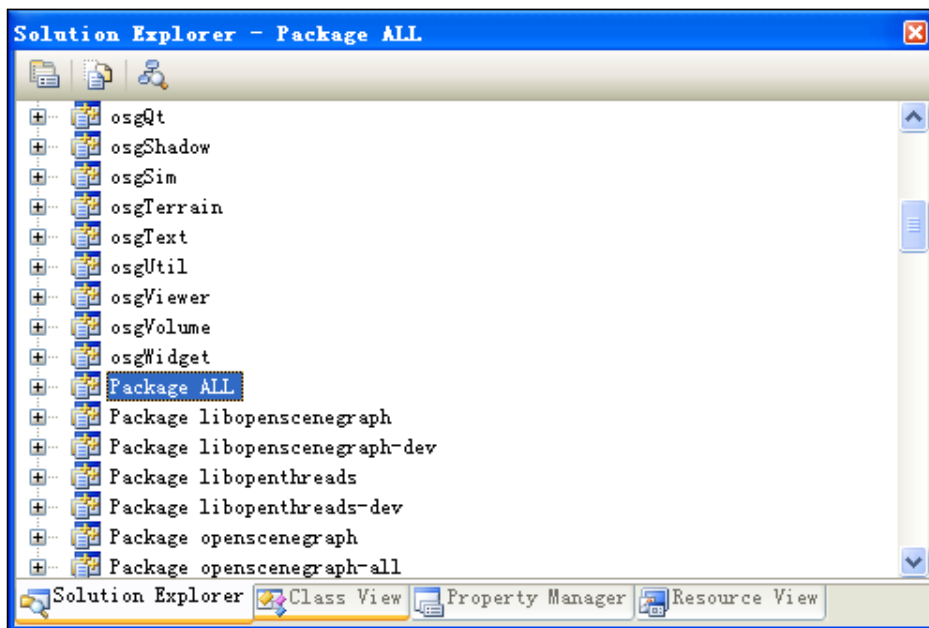 Solution Explorer - Package ALL
osgQt
osgShadow
osgSim
osgTerrain
osgText
osgUtil
osgViewer
osgVolume
osgWidget
Package ALL
Package libopenscenegraph
Package libopenscenegraph-dev
Package libopenthreads
Package libopenthreads-dev
Package openscenegraph
Package openscenegraph-all
Solution Explorer Class View Property Manager Resource View